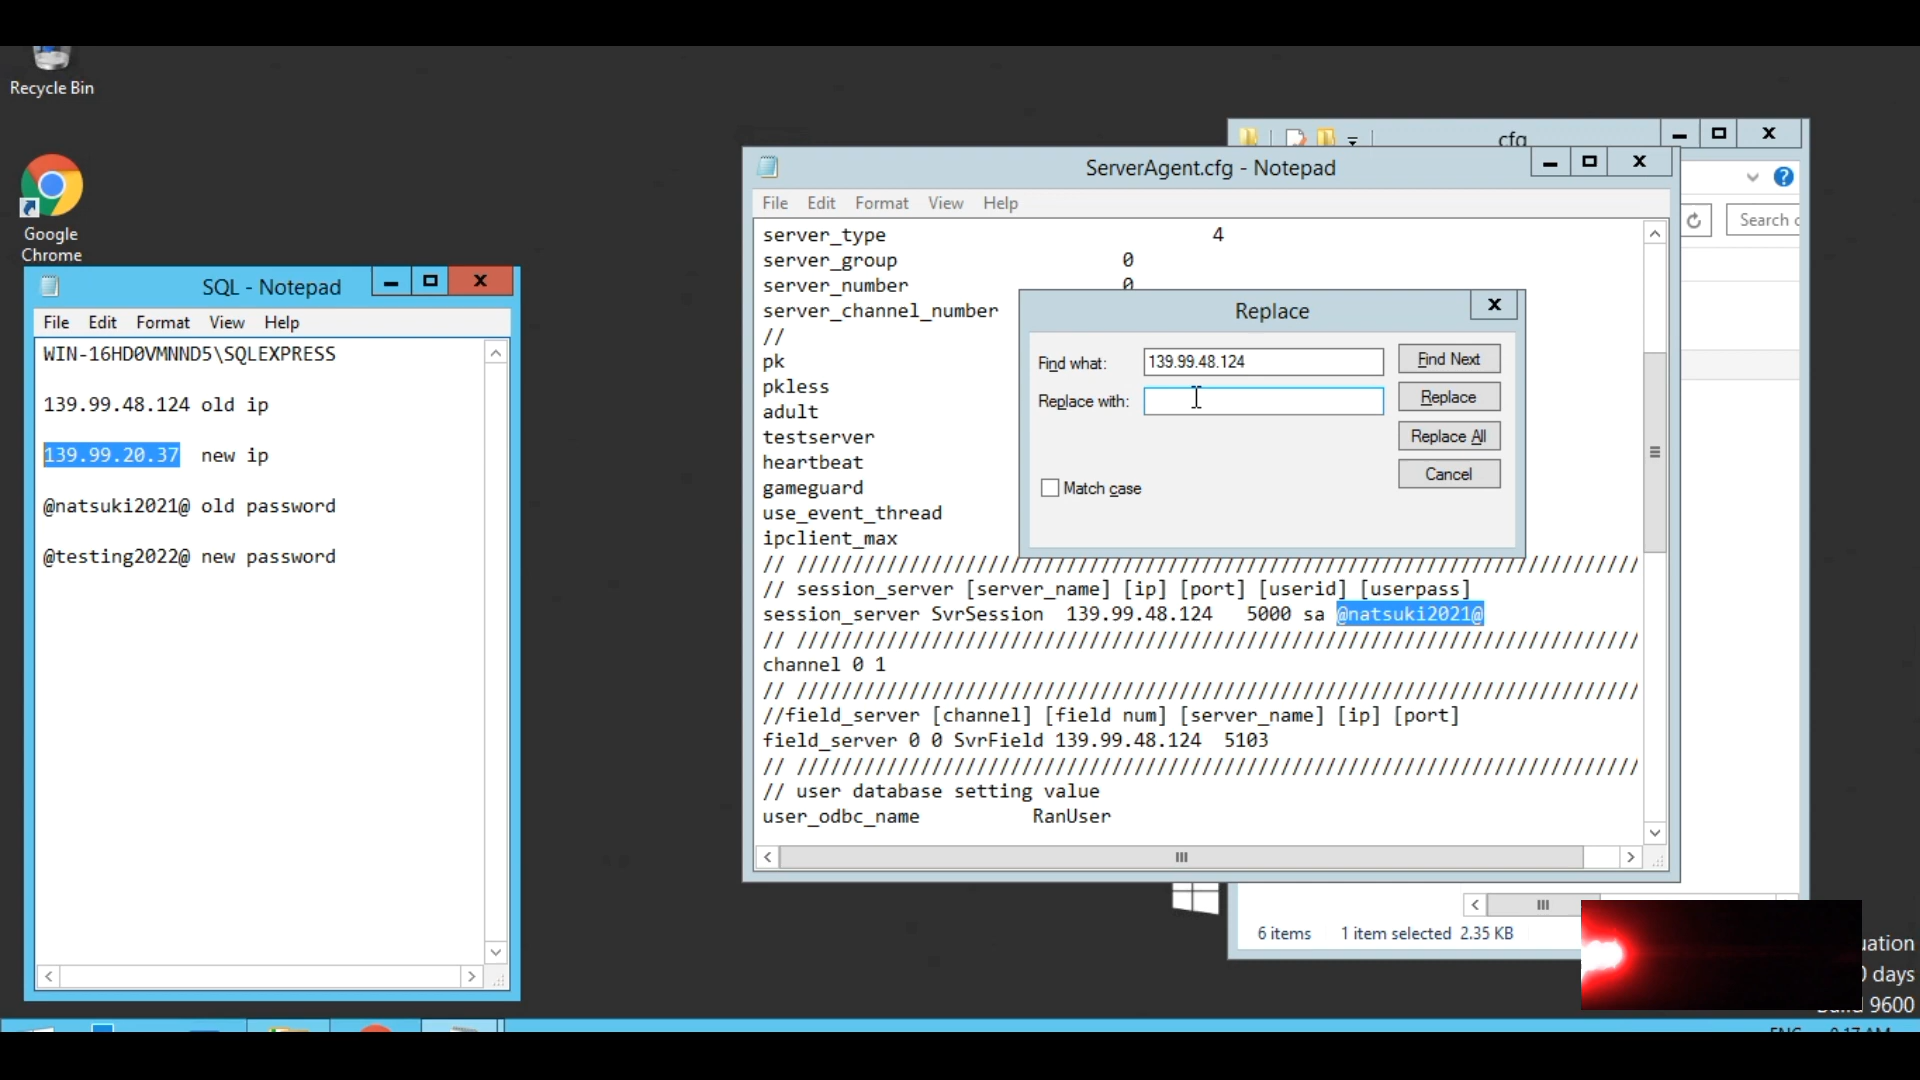 Recycle Bin
Google
Chrome
SQL - Notepad
File Edit Format View Help
WIN-16HD0VMNND5\SQLEXPRESS
139.99.48.124 old ip
139.99.20.37 new ip
@natsuki2021@ old password
@testing2022@ new password
cfg
Search
ServerAgent.cfg - Notepad
File Edit Format View Help
server_type 4
server_group 0
server_number 0
server_channel_number
//
pk
pkless
adult
testserver
heartbeat
gameguard
use_event_thread
ipclient_max
// ///////////////////////////////////////////////////////////////////////////
// session_server [server_name] [ip] [port] [userid] [userpass]
session_server SvrSession 139.99.48.124 5000 sa @natsuki2021@
// ///////////////////////////////////////////////////////////////////////////
channel 0 1
// ///////////////////////////////////////////////////////////////////////////
//field_server [channel] [field num] [server_name] [ip] [port]
field_server 0 0 SvrField 139.99.48.124 5103
// ///////////////////////////////////////////////////////////////////////////
// user database setting value
user_odbc_name RanUser
Replace
Find what: 139.99.48.124 Find Next
Replace with: Replace
Replace All
Cancel
Match case
6 items 1 item selected 2.35 KB
days
9600